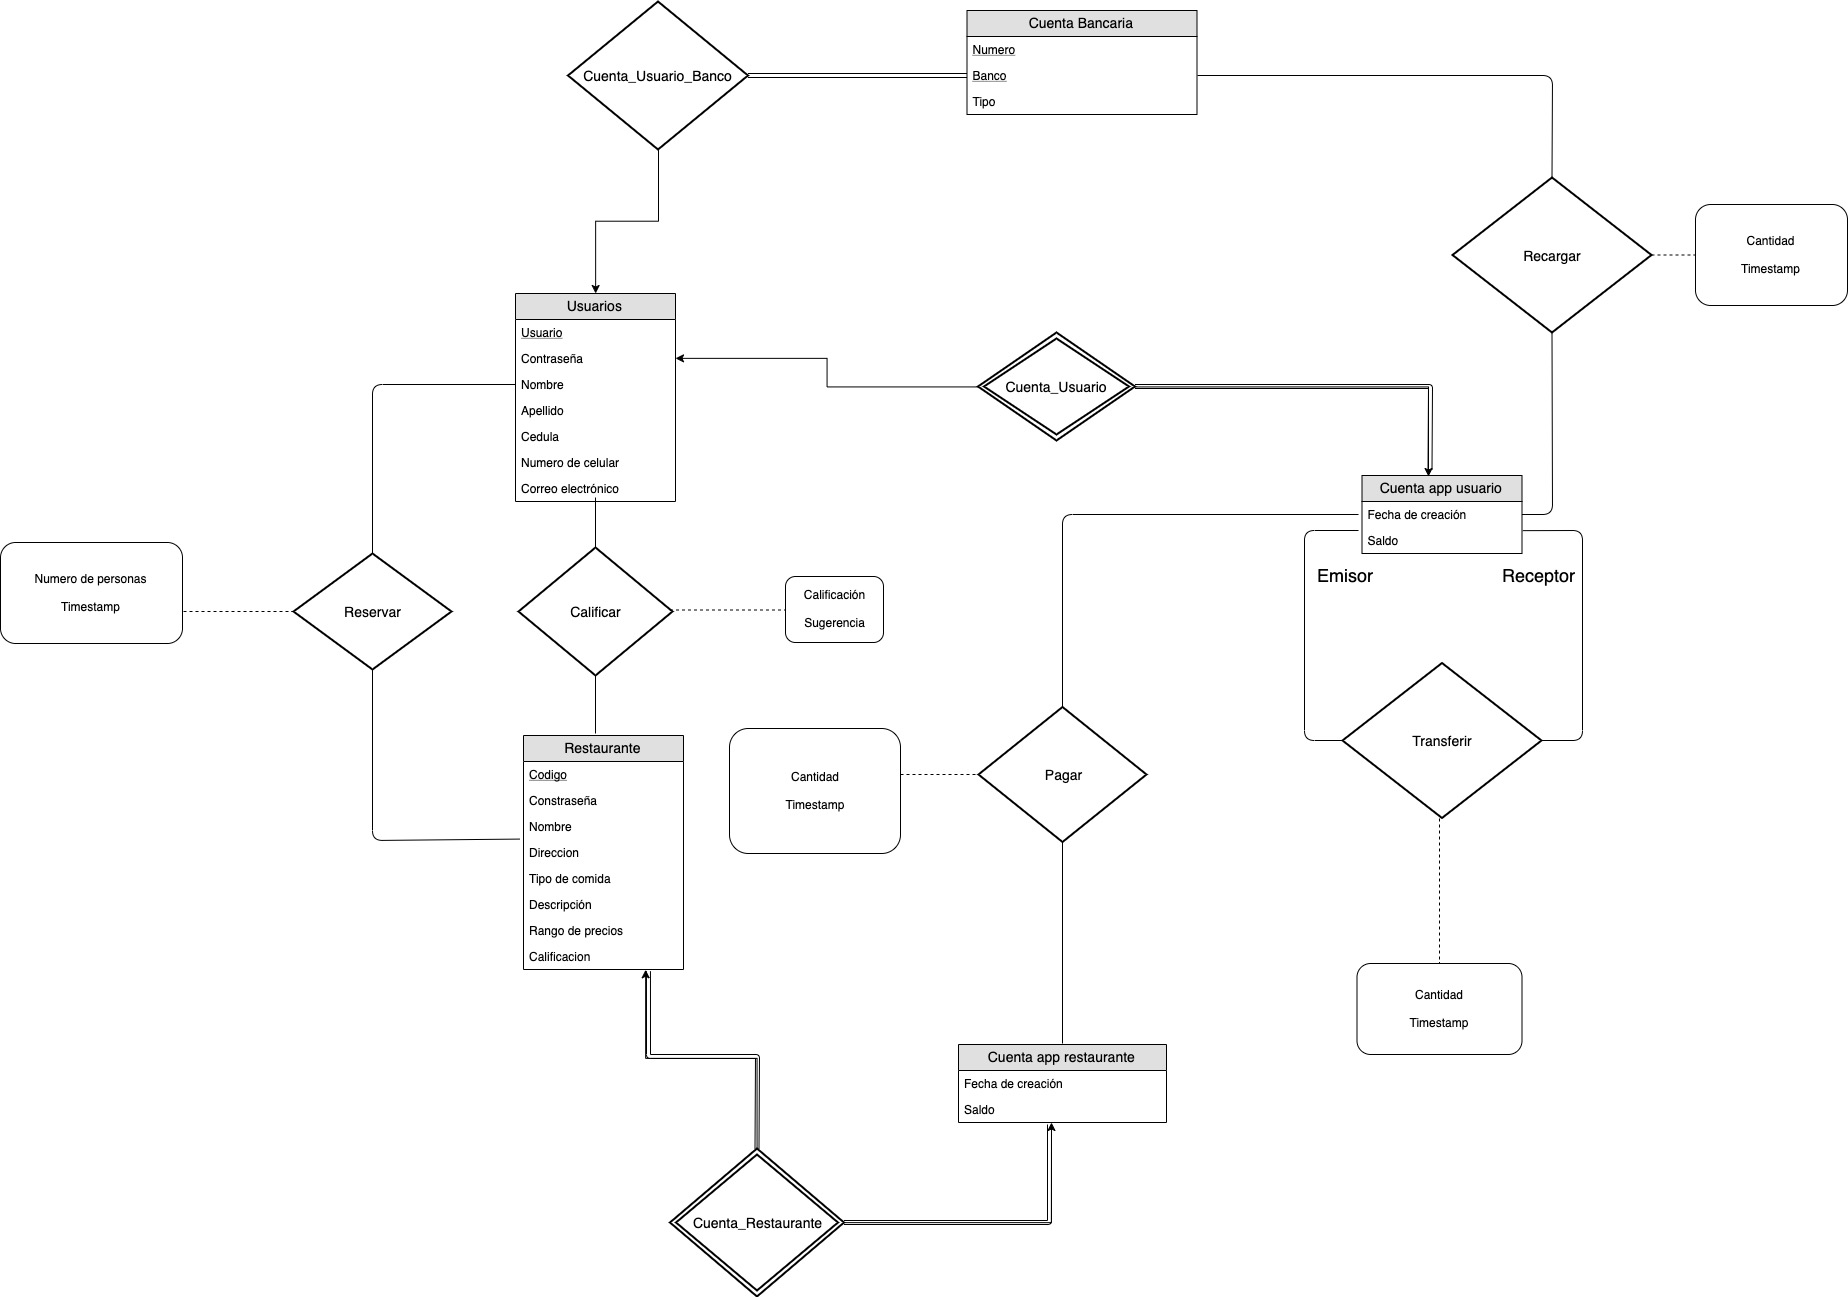 Cuenta_Usuario_Banco
Cuenta Bancaria
Numero
Banco
Tipo
Recargar
Cantidad
Timestamp
Usuarios
Usuario
Contraseña
Nombre
Apellido
Cedula
Numero de celular
Correo electrónico
Cuenta_Usuario
Cuenta app usuario
Fecha de creación
Saldo
Emisor
Receptor
Numero de personas
Timestamp
Reservar
Calificar
Calificación
Sugerencia
Restaurante
Codigo
Constraseña
Nombre
Direccion
Tipo de comida
Descripción
Rango de precios
Calificacion
Cantidad
Timestamp
Pagar
Transferir
Cantidad
Timestamp
Cuenta app restaurante
Fecha de creación
Saldo
Cuenta_Restaurante